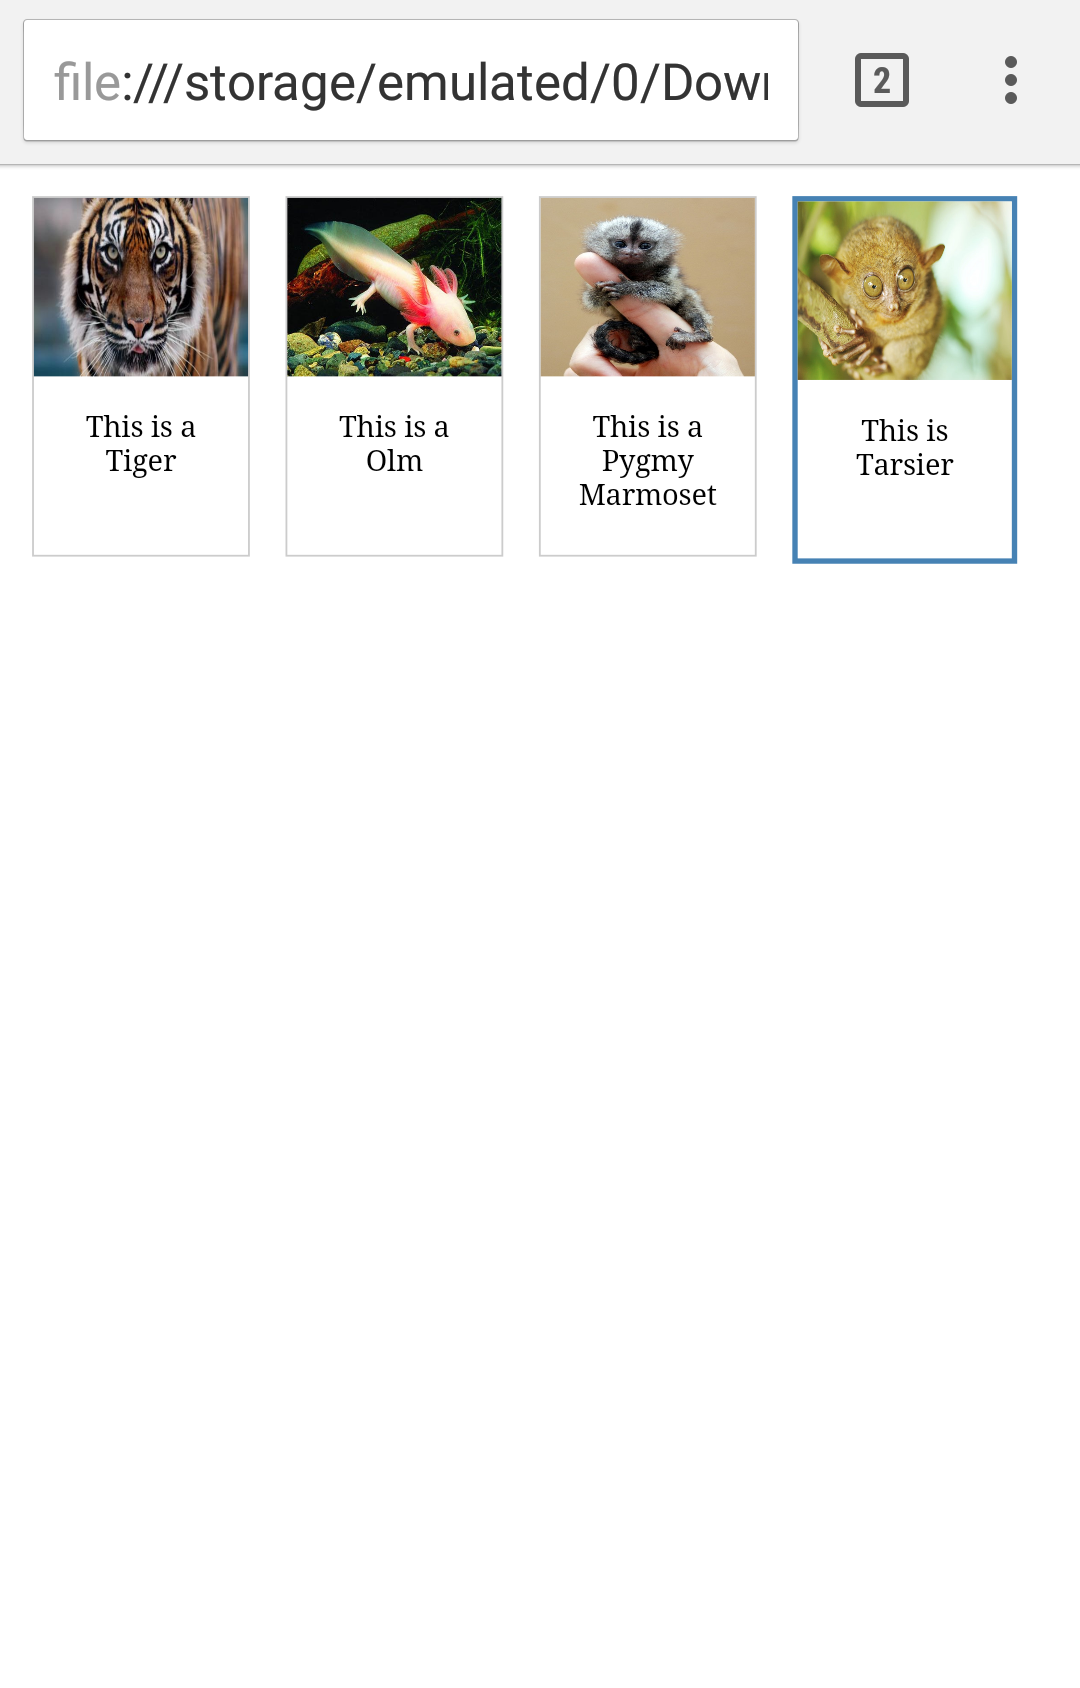 file:///storage/emulated/0/Dow
2
This is a
Tiger
This is a
Olm
This is a
Pygmy
Marmoset
This is
Tarsier